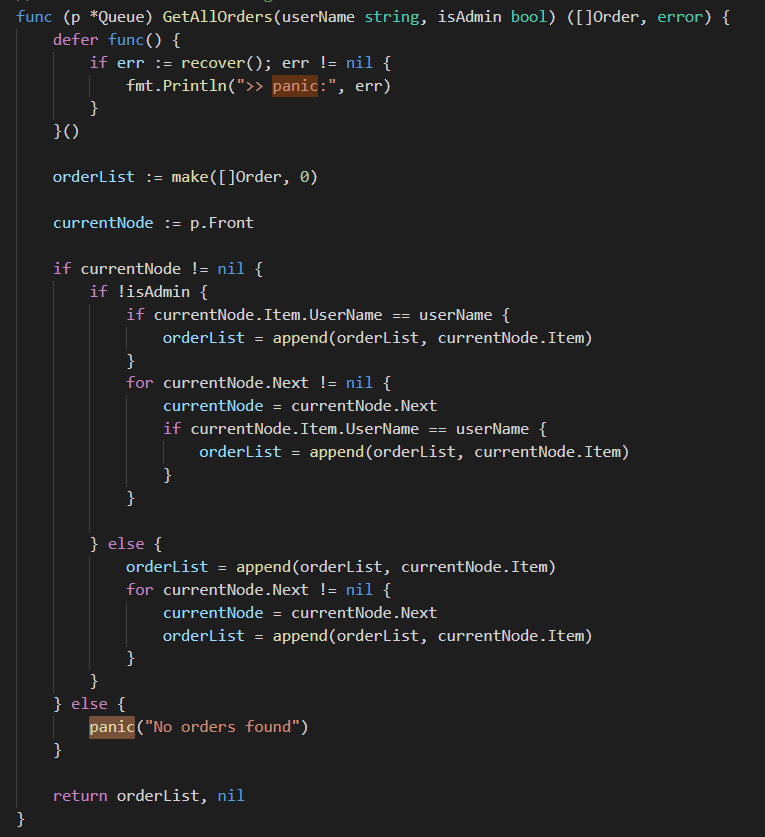 func (p *Queue) GetAllOrders(userName string, isAdmin bool) ([]Order, error) {
    defer func() {
        if err := recover(); err != nil {
            fmt.Println(">> panic:", err)
        }
    }()

    orderList := make([]Order, 0)

    currentNode := p.Front

    if currentNode != nil {
        if !isAdmin {
            if currentNode.Item.UserName == userName {
                orderList = append(orderList, currentNode.Item)
            }
            for currentNode.Next != nil {
                currentNode = currentNode.Next
                if currentNode.Item.UserName == userName {
                    orderList = append(orderList, currentNode.Item)
                }
            }

        } else {
            orderList = append(orderList, currentNode.Item)
            for currentNode.Next != nil {
                currentNode = currentNode.Next
                orderList = append(orderList, currentNode.Item)
            }
        }
    } else {
        panic("No orders found")
    }

    return orderList, nil
}